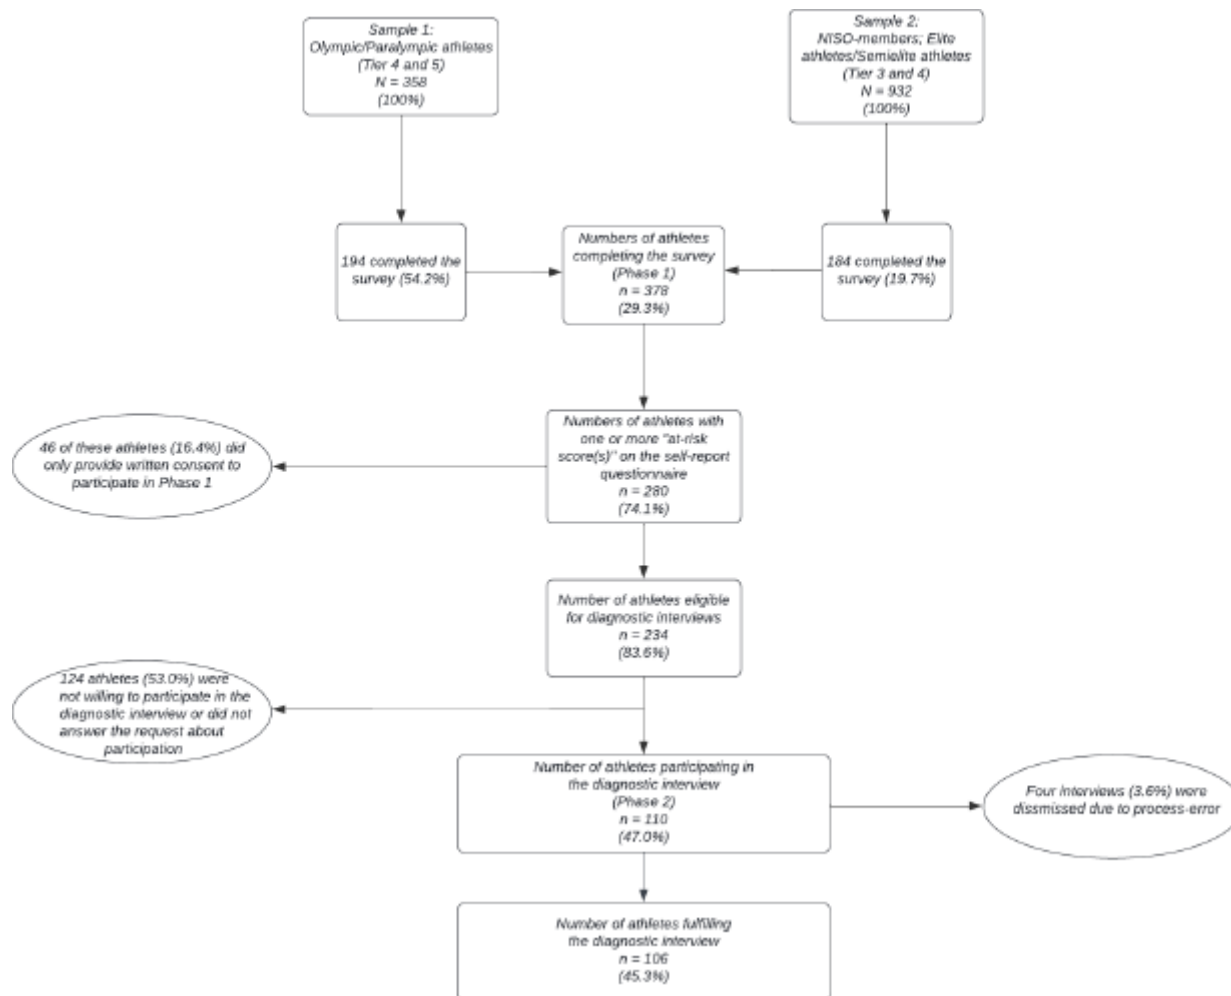 Sample 1:
Olympic/Paralympic athletes
(Tier 4 and 5)
N = 358
(100%)
Sample 2:
NISO-members; Elite
athletes/Semielite athletes
(Tier 3 and 4)
N = 932
(100%)
194 completed the
survey (54.2%)
Numbers of athletes
completing the survey
(Phase 1)
n = 378
(29.3%)
184 completed the
survey (19.7%)
46 of these athletes (16.4%) did
only provide written consent to
participate in Phase 1
Numbers of athletes with
one or more "at-risk
score(s)" on the self-report
questionnaire
n = 280
(74.1%)
Number of athletes eligible
for diagnostic interviews
n = 234
(83.6%)
124 athletes (53.0%) were
not willing to participate in the
diagnostic interview or did not
answer the request about
participation
Number of athletes participating in
the diagnostic interview
(Phase 2)
n = 110
(47.0%)
Four interviews (3.6%) were
dissmissed due to process-error
Number of athletes fulfilling
the diagnostic interview
n = 106
(45.3%)